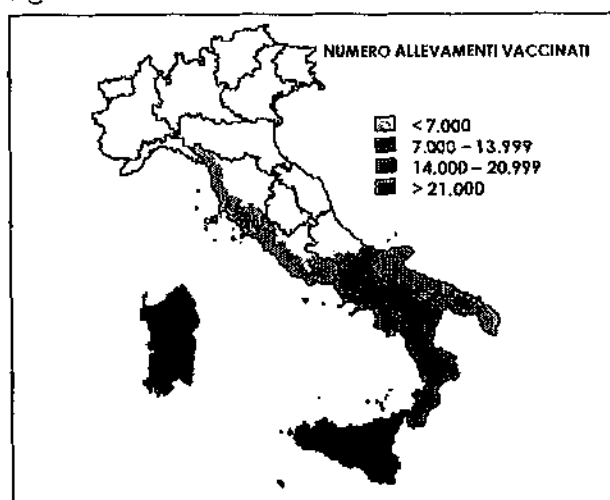 NUMERO ALLEVAMENTI VACCINATI
< 7.000
7.000 – 13.999
14.000 – 20.999
> 21.000